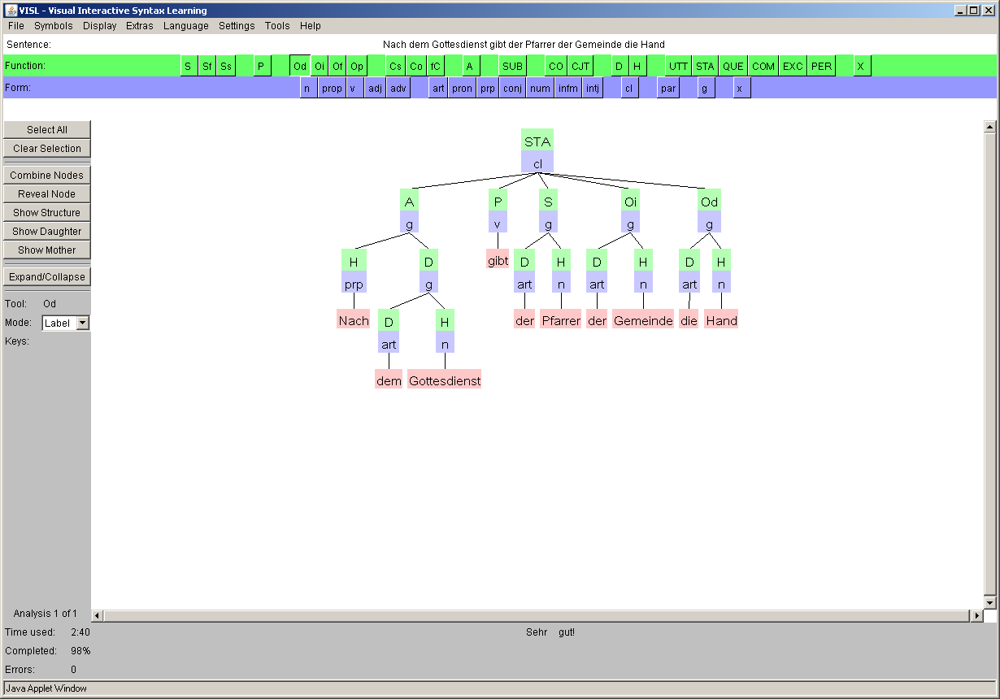 VISL - Visual Interactive Syntax Learning
File Symbols Display Extras Language Settings Tools Help
Sentence: Nach dem Gottesdienst gibt der Pfarrer der Gemeinde die Hand
Function: S Sf Ss P Od Oi Of Op Cs Co fC A SUB CO CJT D H UTT STA QUE COM EXC PER X
Form: n prop v adj adv art pron prp conj num infm intj cl par g x
Select All
Clear Selection
Combine Nodes
Reveal Node
Show Structure
Show Daughter
Show Mother
Expand/Collapse
Tool: Od
Mode: Label
Keys:
STA
cl
A P S Oi Od
g v g g g
H D gibt D H D H D H
prp g art n art n art n
Nach D H der Pfarrer der Gemeinde die Hand
art n
dem Gottesdienst
Analysis 1 of 1
Time used: 2:40 Sehr gut!
Completed: 98%
Errors: 0
Java Applet Window